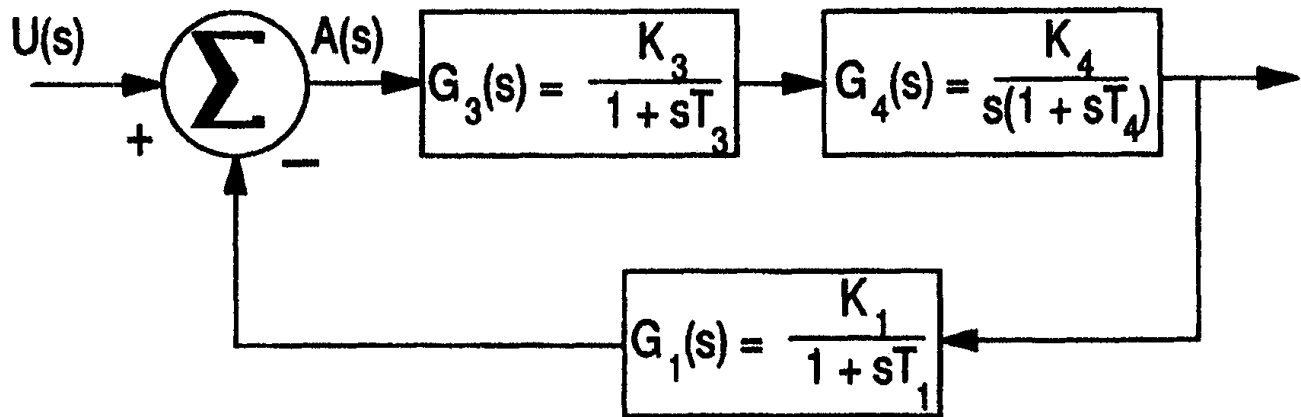 U(s)
+
Σ
−
A(s)
G₃(s) = K₃ / (1 + sT₃)
G₄(s) = K₄ / (s(1 + sT₄))
G₁(s) = K₁ / (1 + sT₁)